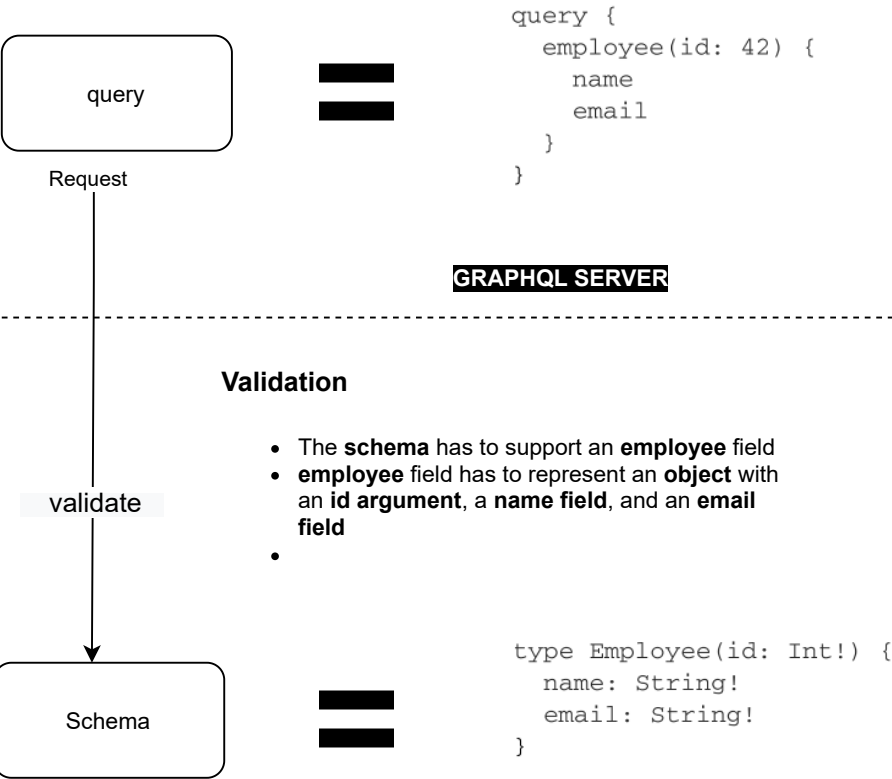 query
query {
employee(id: 42) {
name
email
}
}
Request
GRAPHQL SERVER
Validation
The schema has to support an employee field
employee field has to represent an object with
an id argument, a name field, and an email
field
validate
Schema
type Employee(id: Int!) {
name: String!
email: String!
}